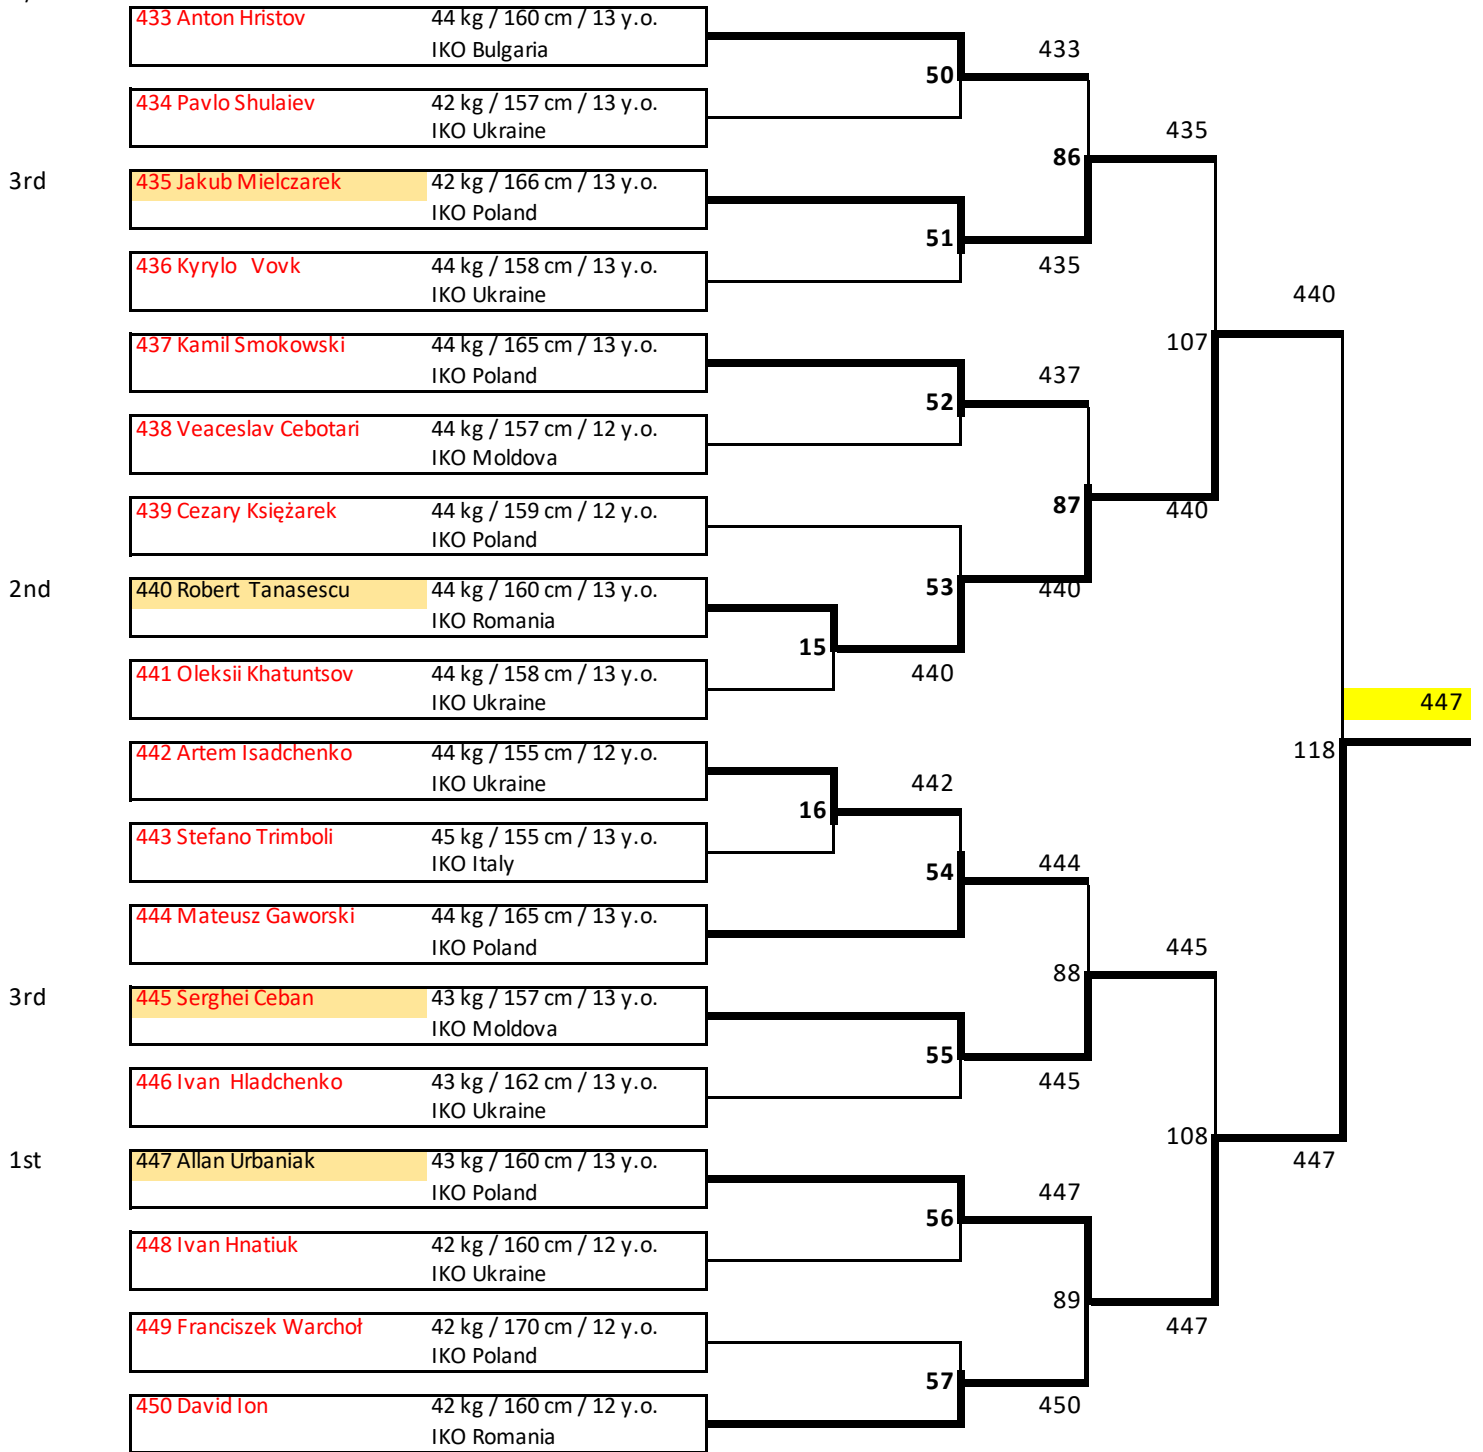 433 Anton Hristov 44 kg / 160 cm / 13 y.o.
IKO Bulgaria
433
50
434 Pavlo Shulaiev 42 kg / 157 cm / 13 y.o.
IKO Ukraine
435
86
3rd 435 Jakub Mielczarek 42 kg / 166 cm / 13 y.o.
IKO Poland
51
436 Kyrylo Vovk 44 kg / 158 cm / 13 y.o.
435
IKO Ukraine
440
437 Kamil Smokowski 44 kg / 165 cm / 13 y.o.
107
IKO Poland
437
52
438 Veaceslav Cebotari 44 kg / 157 cm / 12 y.o.
IKO Moldova
439 Cezary Księżarek 44 kg / 159 cm / 12 y.o.
87
440
IKO Poland
2nd 440 Robert Tanasescu 44 kg / 160 cm / 13 y.o.
53
440
IKO Romania
15
441 Oleksii Khatuntsov 44 kg / 158 cm / 13 y.o.
440
IKO Ukraine
447
442 Artem Isadchenko 44 kg / 155 cm / 12 y.o.
118
IKO Ukraine
442
16
443 Stefano Trimboli 45 kg / 155 cm / 13 y.o.
IKO Italy
444
54
444 Mateusz Gaworski 44 kg / 165 cm / 13 y.o.
IKO Poland
445
88
3rd 445 Serghei Ceban 43 kg / 157 cm / 13 y.o.
IKO Moldova
55
446 Ivan Hladchenko 43 kg / 162 cm / 13 y.o.
445
IKO Ukraine
108
1st 447 Allan Urbaniak 43 kg / 160 cm / 13 y.o.
447
IKO Poland
447
56
448 Ivan Hnatiuk 42 kg / 160 cm / 12 y.o.
IKO Ukraine
89
449 Franciszek Warchoł 42 kg / 170 cm / 12 y.o.
447
IKO Poland
57
450 David Ion 42 kg / 160 cm / 12 y.o.
450
IKO Romania